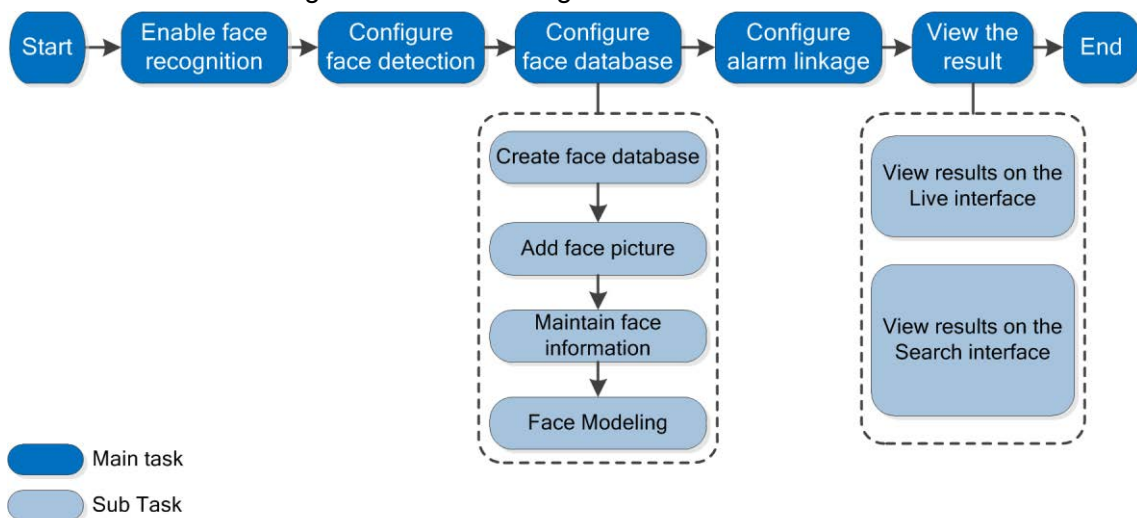 Start
Enable face
recognition
Configure
face detection
Configure
face database
Configure
alarm linkage
View the
result
End
Create face database
Add face picture
Maintain face
information
Face Modeling
View results on the
Live interface
View results on the
Search interface
Main task
Sub Task